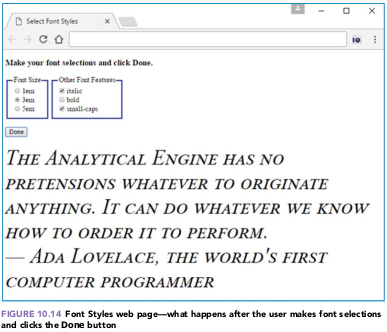 Select Font Styles
Make your font selections and click Done.
Font Size
Other Font Features
1em
italic
3em
bold
5em
small-caps
Done
The Analytical Engine has no
pretensions whatever to originate
anything. It can do whatever we know
how to order it to perform.
— Ada Lovelace, the world's first
computer programmer
FIGURE 10.14 Font Styles web page—what happens after the user makes font selections
and clicks the Done button